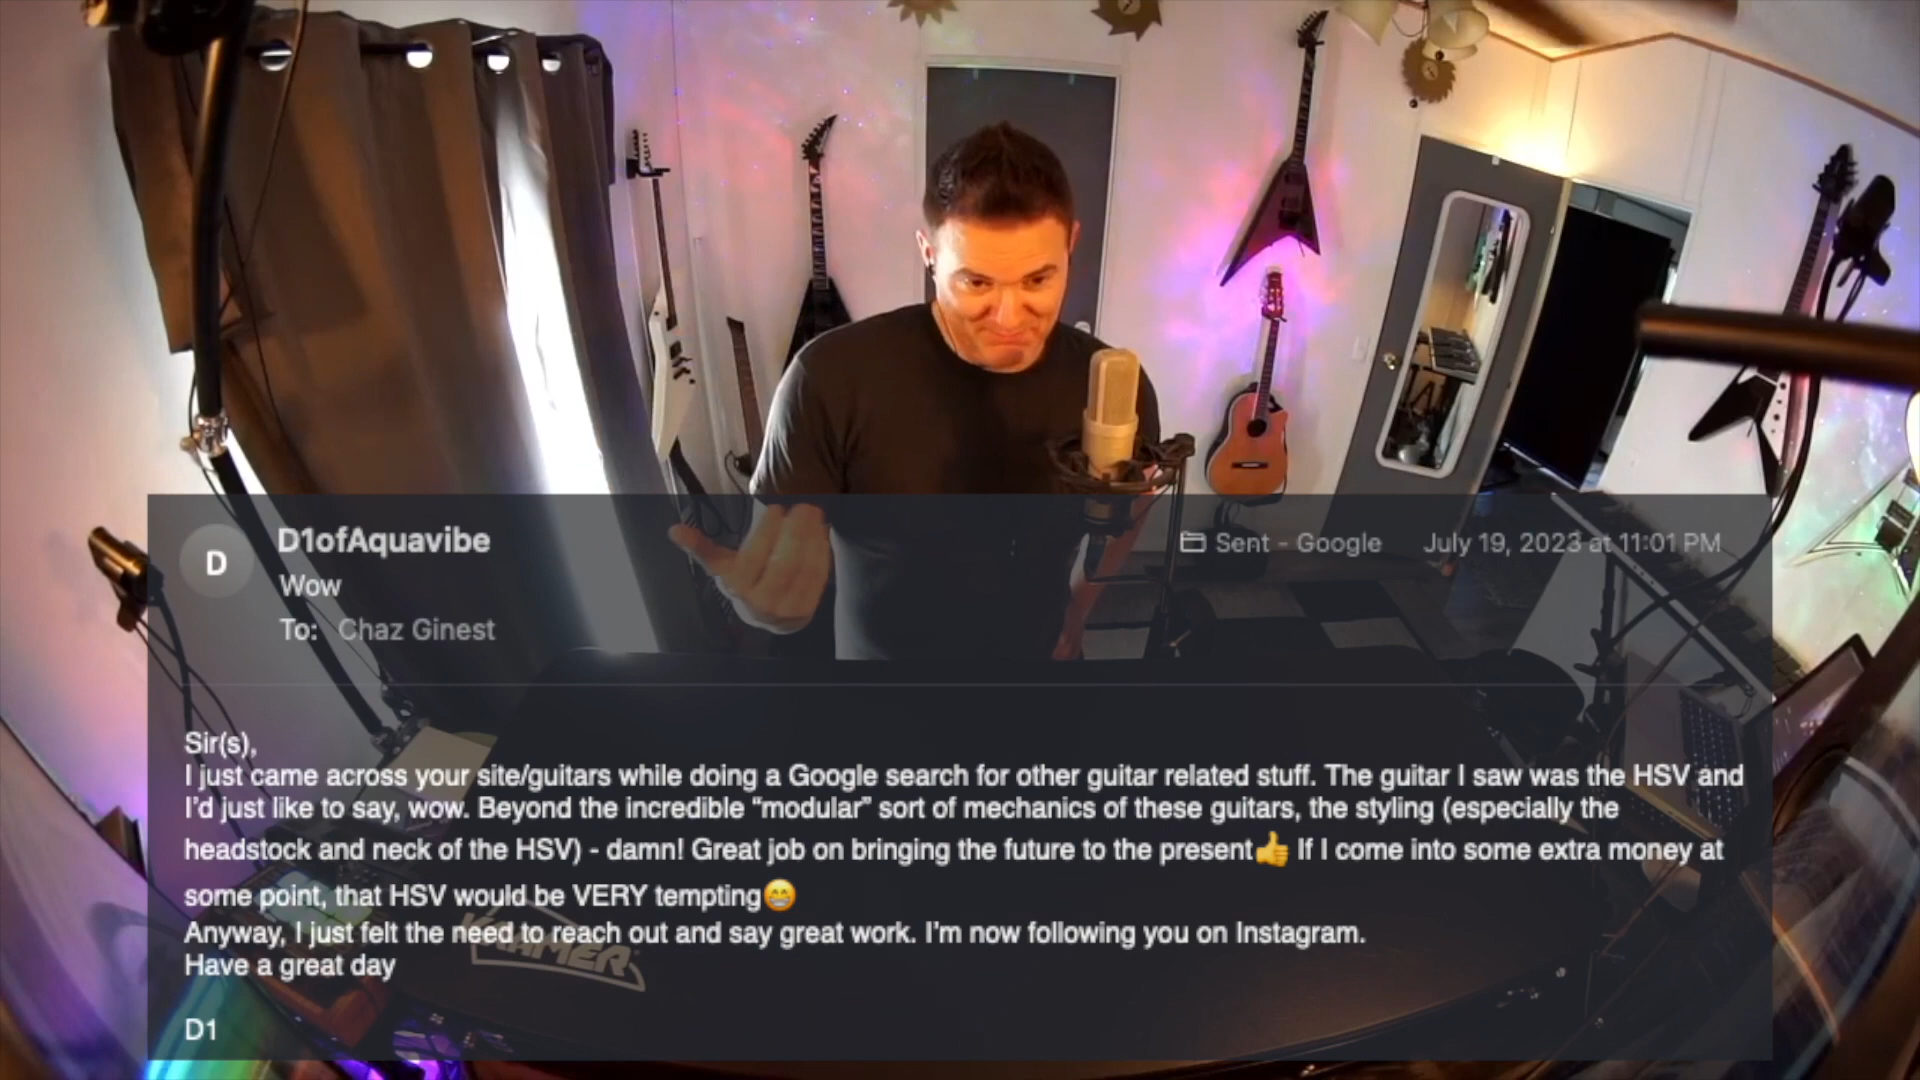 D
D1ofAquavibe
Sent - Google
July 19, 2023 at 11:01 PM
Wow
To: Chaz Ginest
Sir(s),
I just came across your site/guitars while doing a Google search for other guitar related stuff. The guitar I saw was the HSV and
I'd just like to say, wow. Beyond the incredible “modular” sort of mechanics of these guitars, the styling (especially the
headstock and neck of the HSV) - damn! Great job on bringing the future to the present👍 If I come into some extra money at
some point, that HSV would be VERY tempting😁
Anyway, I just felt the need to reach out and say great work. I'm now following you on Instagram.
Have a great day
D1